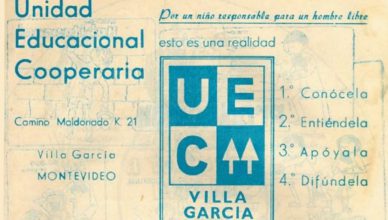 Unidad
Educacional
Cooperaria
Camino Maldonado K 21
Villa García
MONTEVIDEO
Por un niño responsable para un hombre libre
esto es una realidad
UEC
VILLA
GARCIA
1.º Conócela
2.º Entiéndela
3.º Apóyala
4.º Difúndela